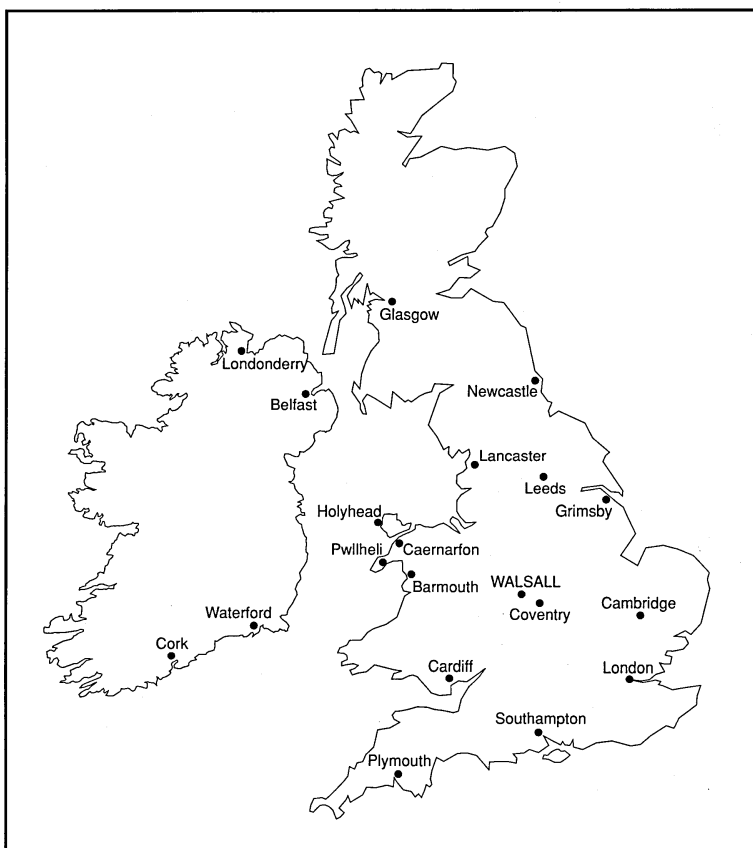 Glasgow
Londonderry
Newcastle
Belfast
Lancaster
Leeds
Grimsby
Holyhead
Caernarfon
Pwllheli
Barmouth
WALSALL
Coventry
Cambridge
Waterford
Cork
Cardiff
London
Southampton
Plymouth